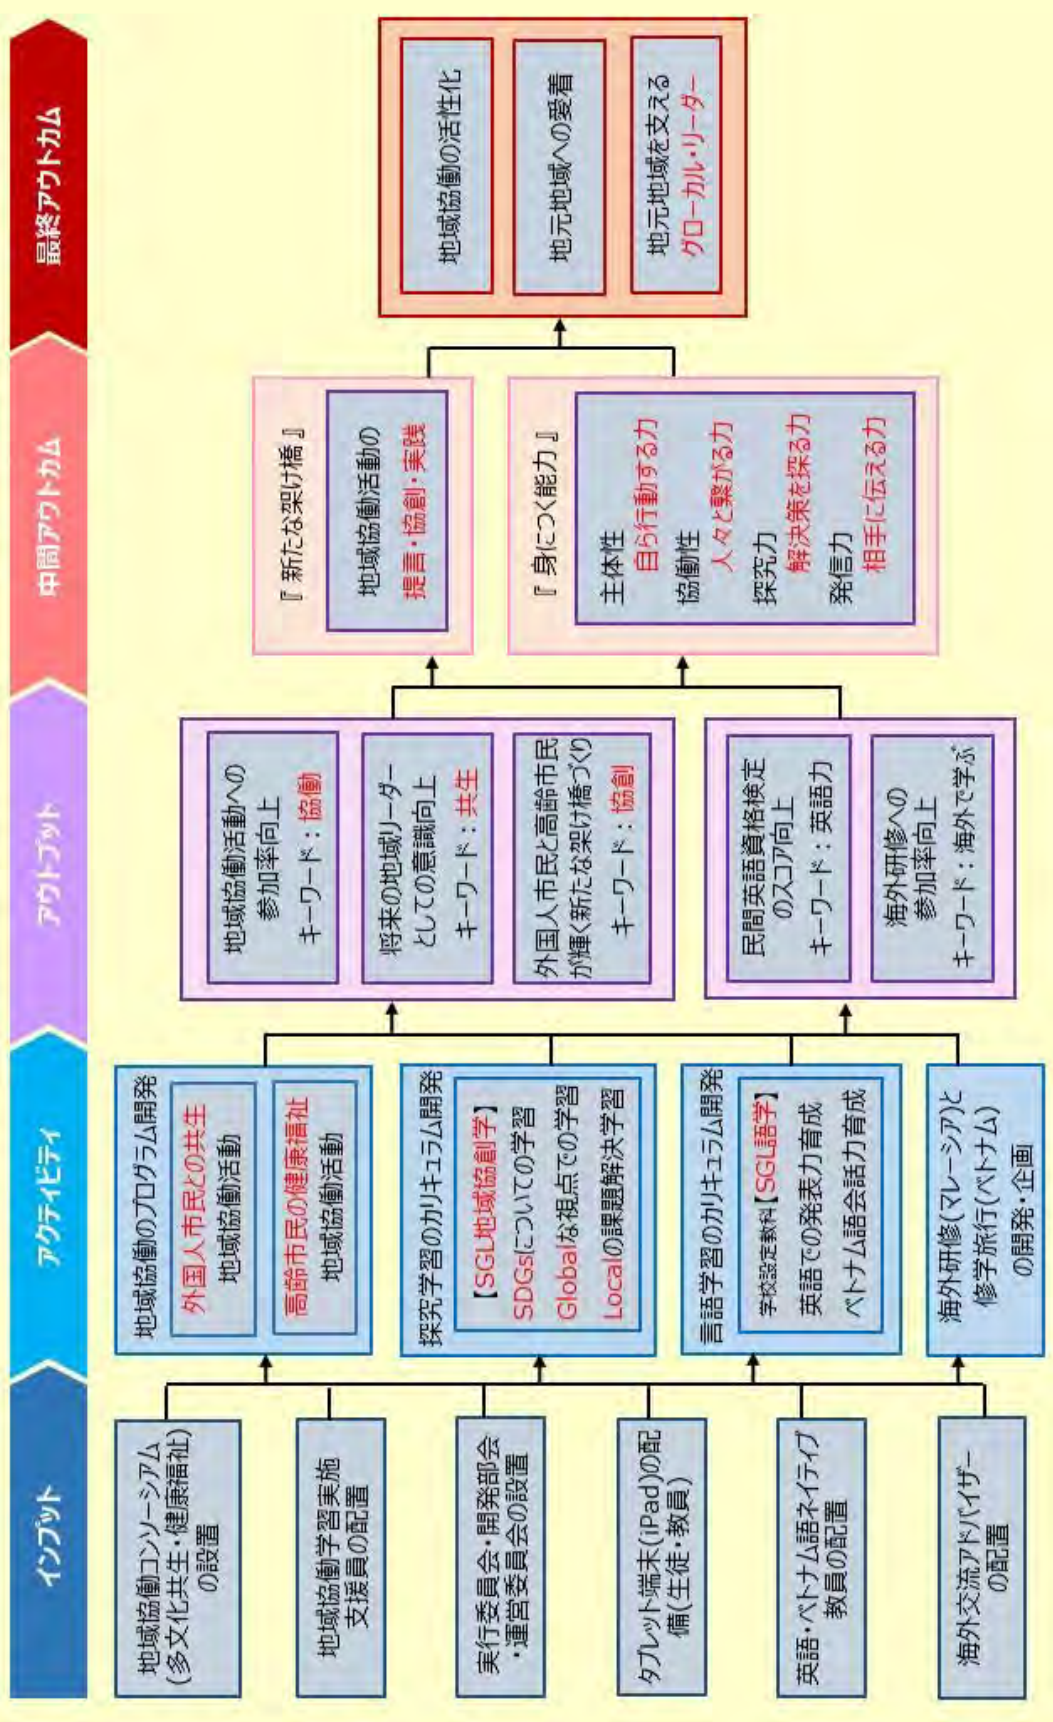 インプット
アクティビティ
アウトプット
中間アウトカム
最終アウトカム
地域協働コンソーシアム
(多文化共生・健康福祉)
の設置
地域協働学習実施
支援員の配置
実行委員会・開発部会
・運営委員会の設置
タブレット端末(iPad)の配
備(生徒・教員)
英語・ベトナム語ネイティブ
教員の配置
海外交流アドバイザー
の配置
地域協働のプログラム開発
外国人市民との共生
地域協働活動
高齢市民の健康福祉
地域協働活動
探究学習のカリキュラム開発
【SGL地域協創学】
SDGsについての学習
Globalな視点での学習
Localの課題解決学習
言語学習のカリキュラム開発
学校設定教科【SGL語学】
英語での発表力育成
ベトナム語会話力育成
海外研修(マレーシア)と
修学旅行(ベトナム)
の開発・企画
地域協働活動への
参加率向上
キーワード：協働
将来の地域リーダー
としての意識向上
キーワード：共生
外国人市民と高齢市民
が輝く新たな架け橋づくり
キーワード：協創
民間英語資格検定
のスコア向上
キーワード：英語力
海外研修への
参加率向上
キーワード：海外で学ぶ
『 新たな架け橋 』
地域協働活動の
提言・協創・実践
『 身につく能力 』
主体性
自ら行動する力
協働性
人々と繋がる力
探究力
解決策を探る力
発信力
相手に伝える力
地域協働の活性化
地元地域への愛着
地元地域を支える
グローカル・リーダー